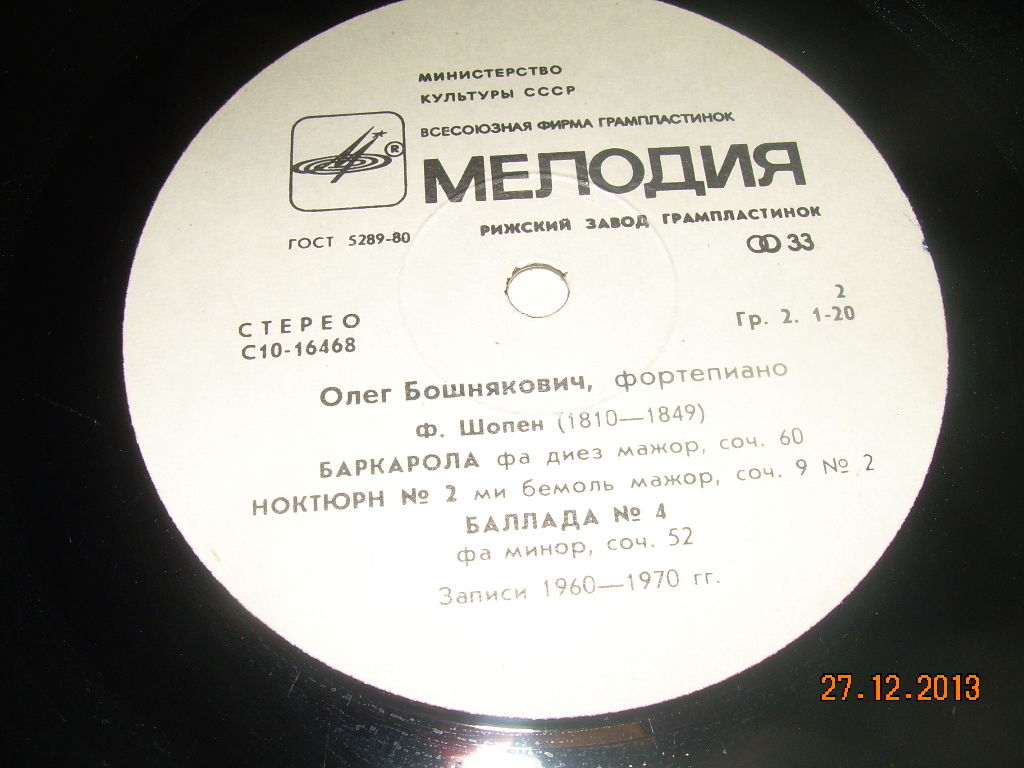 МИНИСТЕРСТВО
КУЛЬТУРЫ СССР
ВСЕСОЮЗНАЯ ФИРМА ГРАМПЛАСТИНОК
®
МЕЛОДИЯ
РИЖСКИЙ ЗАВОД ГРАМПЛАСТИНОК
ГОСТ 5289-80
33
2
СТЕРЕО
Гр. 2. 1-20
С10-16468
Олег Бошнякович, фортепиано
Ф. Шопен (1810—1849)
БАРКАРОЛА фа диез мажор, соч. 60
НОКТЮРН № 2 ми бемоль мажор, соч. 9 № 2
БАЛЛАДА № 4
фа минор, соч. 52
Записи 1960—1970 гг.
27.12.2013